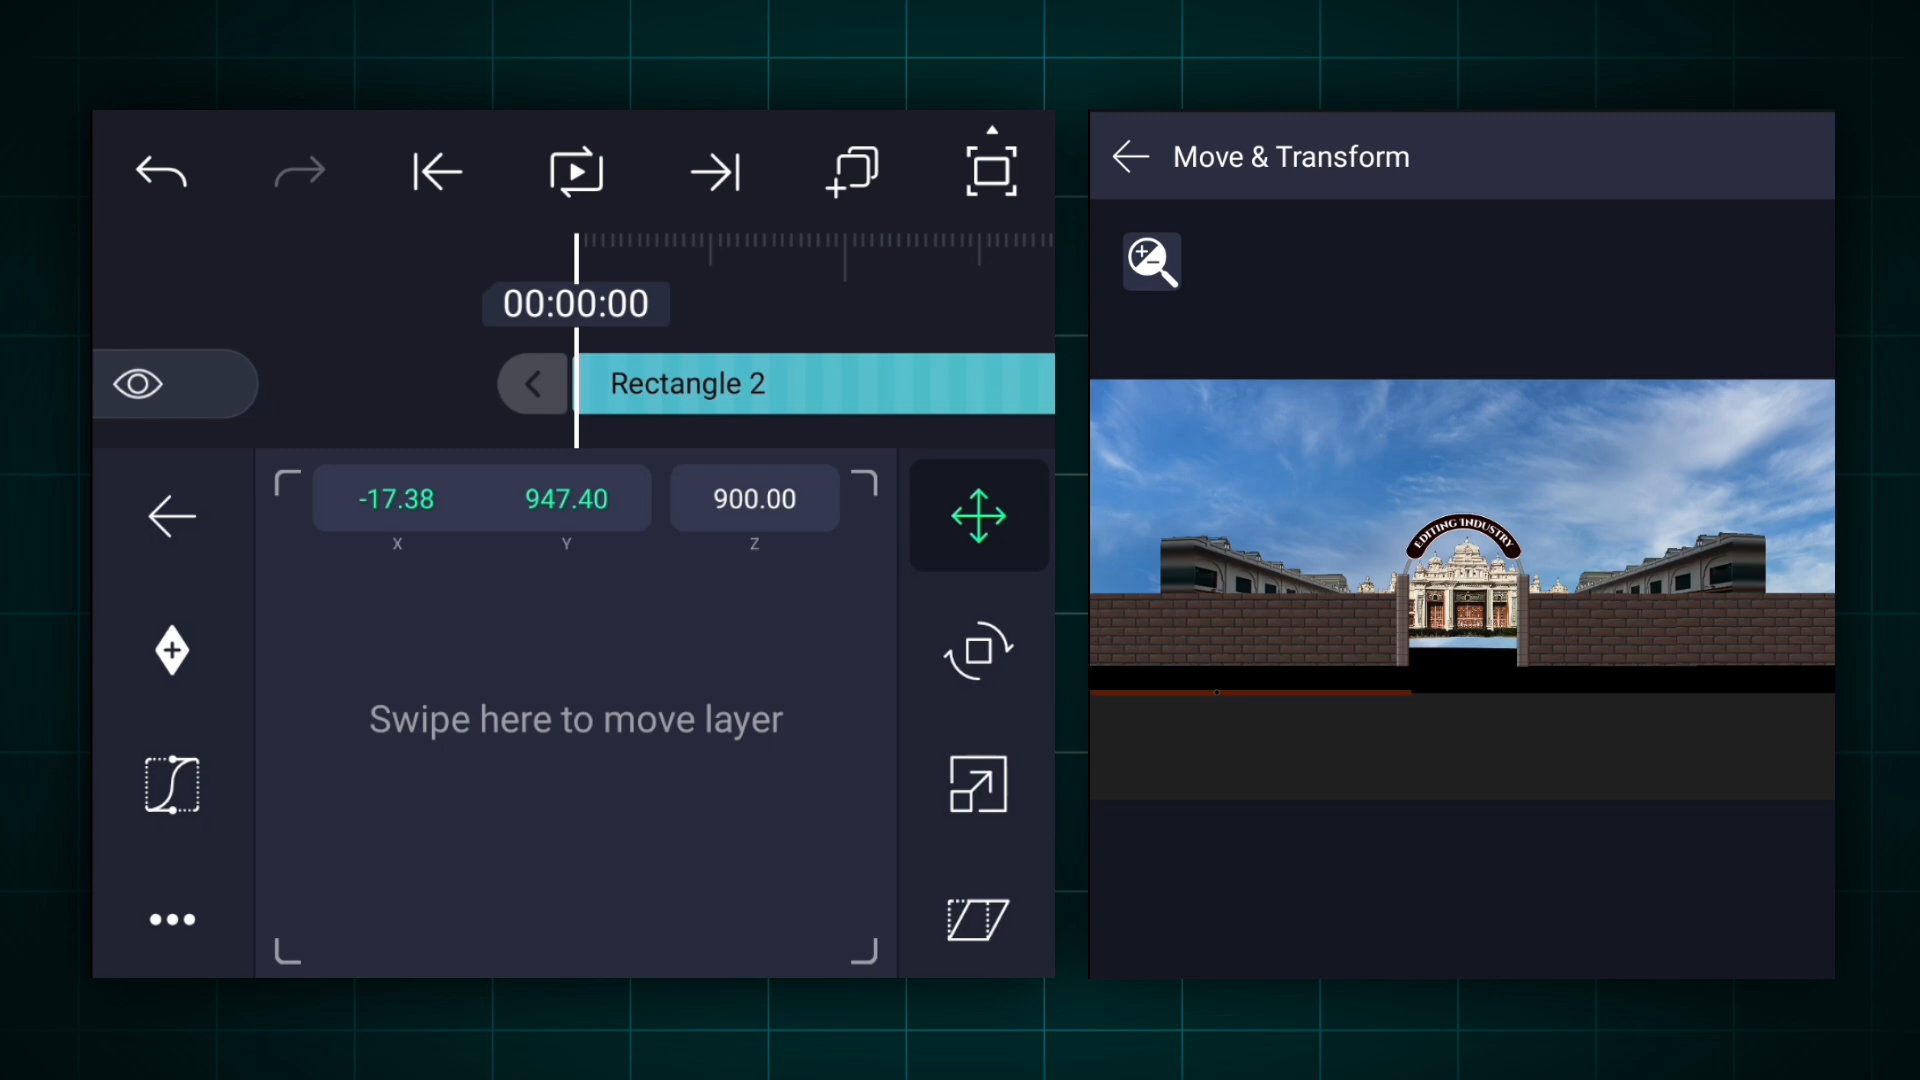 Move & Transform
00:00:00
Rectangle 2
-17.38 947.40 900.00
X Y Z
Swipe here to move layer
EDITING INDUSTRY